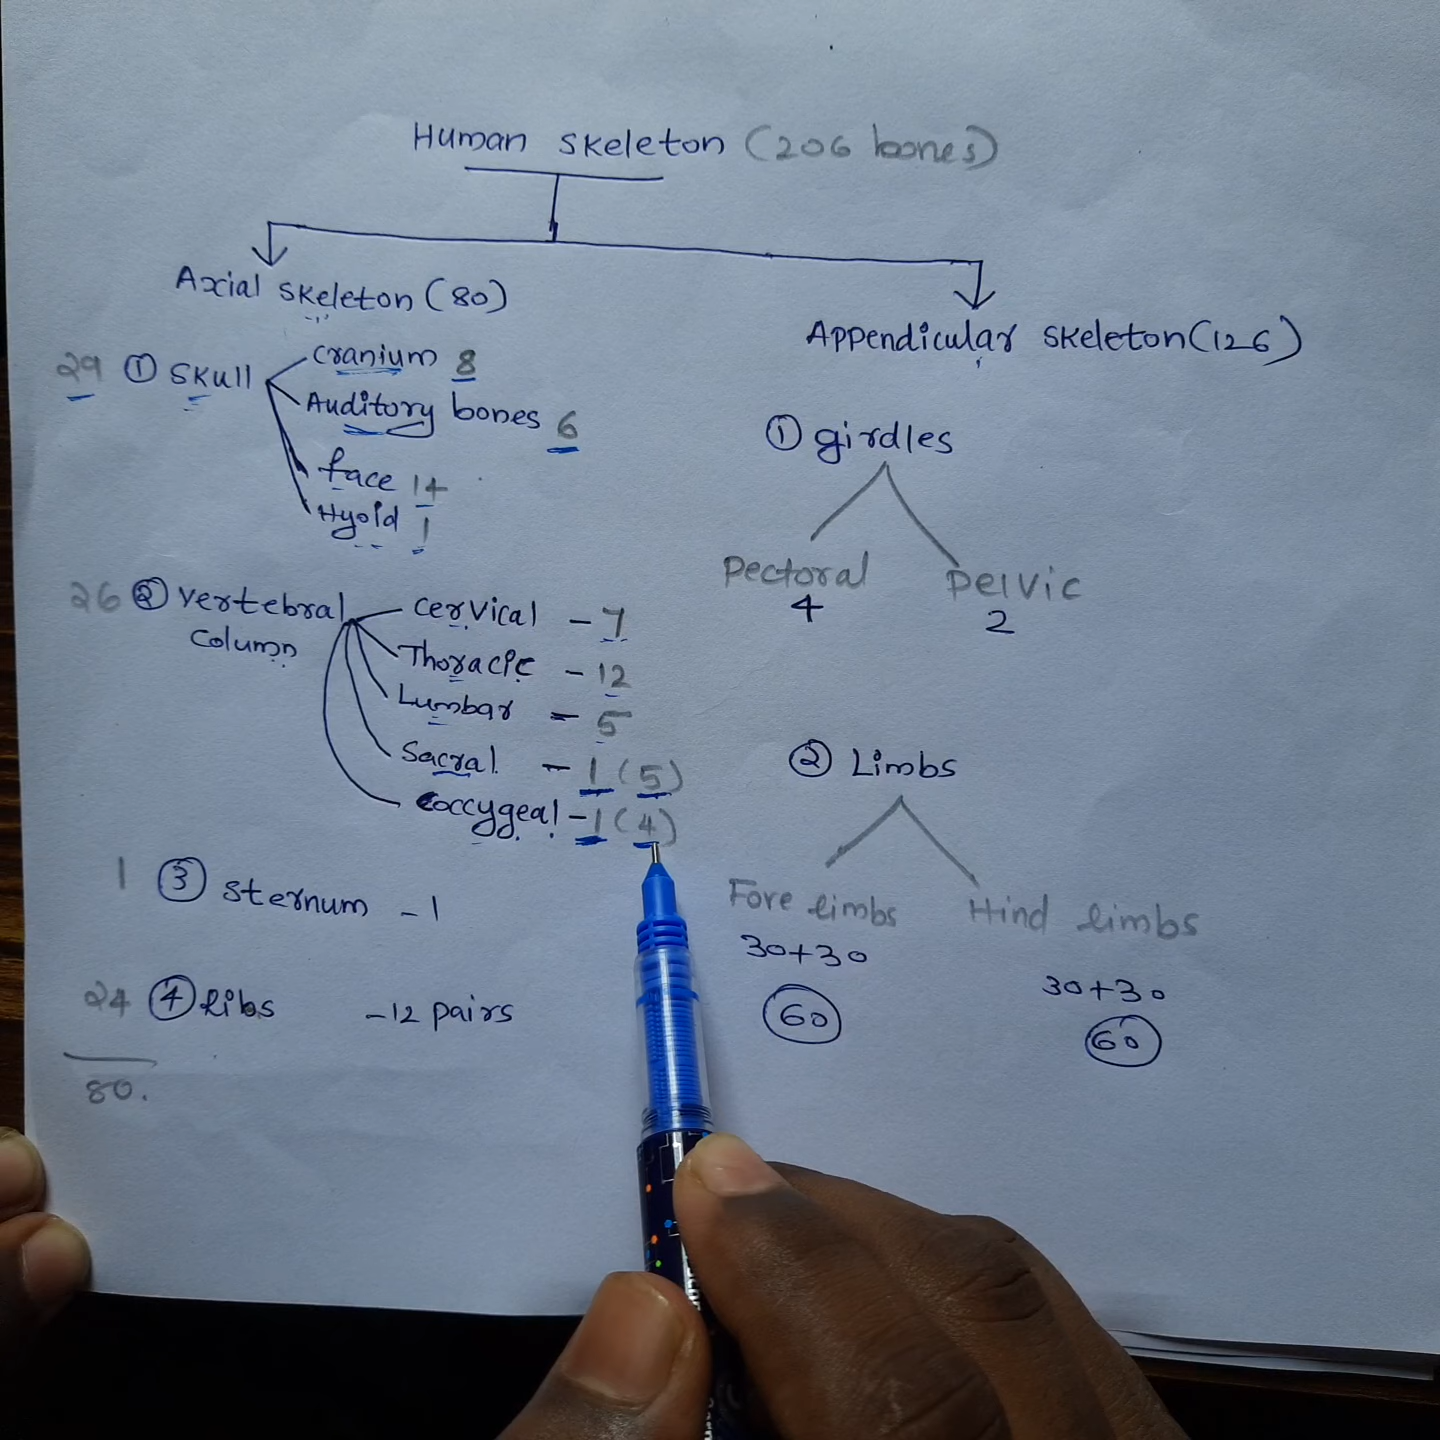 Human Skeleton (206 bones)
Axial Skeleton (80)
29 ① Skull
Cranium 8
Auditory bones 6
face 14
Hyoid 1
26 ② Vertebral Column
Cervical - 7
Thoracic - 12
Lumbar - 5
Sacral - 1 (5)
Coccygeal - 1 (4)
1 ③ Sternum - 1
24 ④ Ribs - 12 pairs
80.
Appendicular Skeleton (126)
① girdles
Pectoral
4
Pelvic
2
② Limbs
Fore limbs
30+30
60
Hind limbs
30+30
60